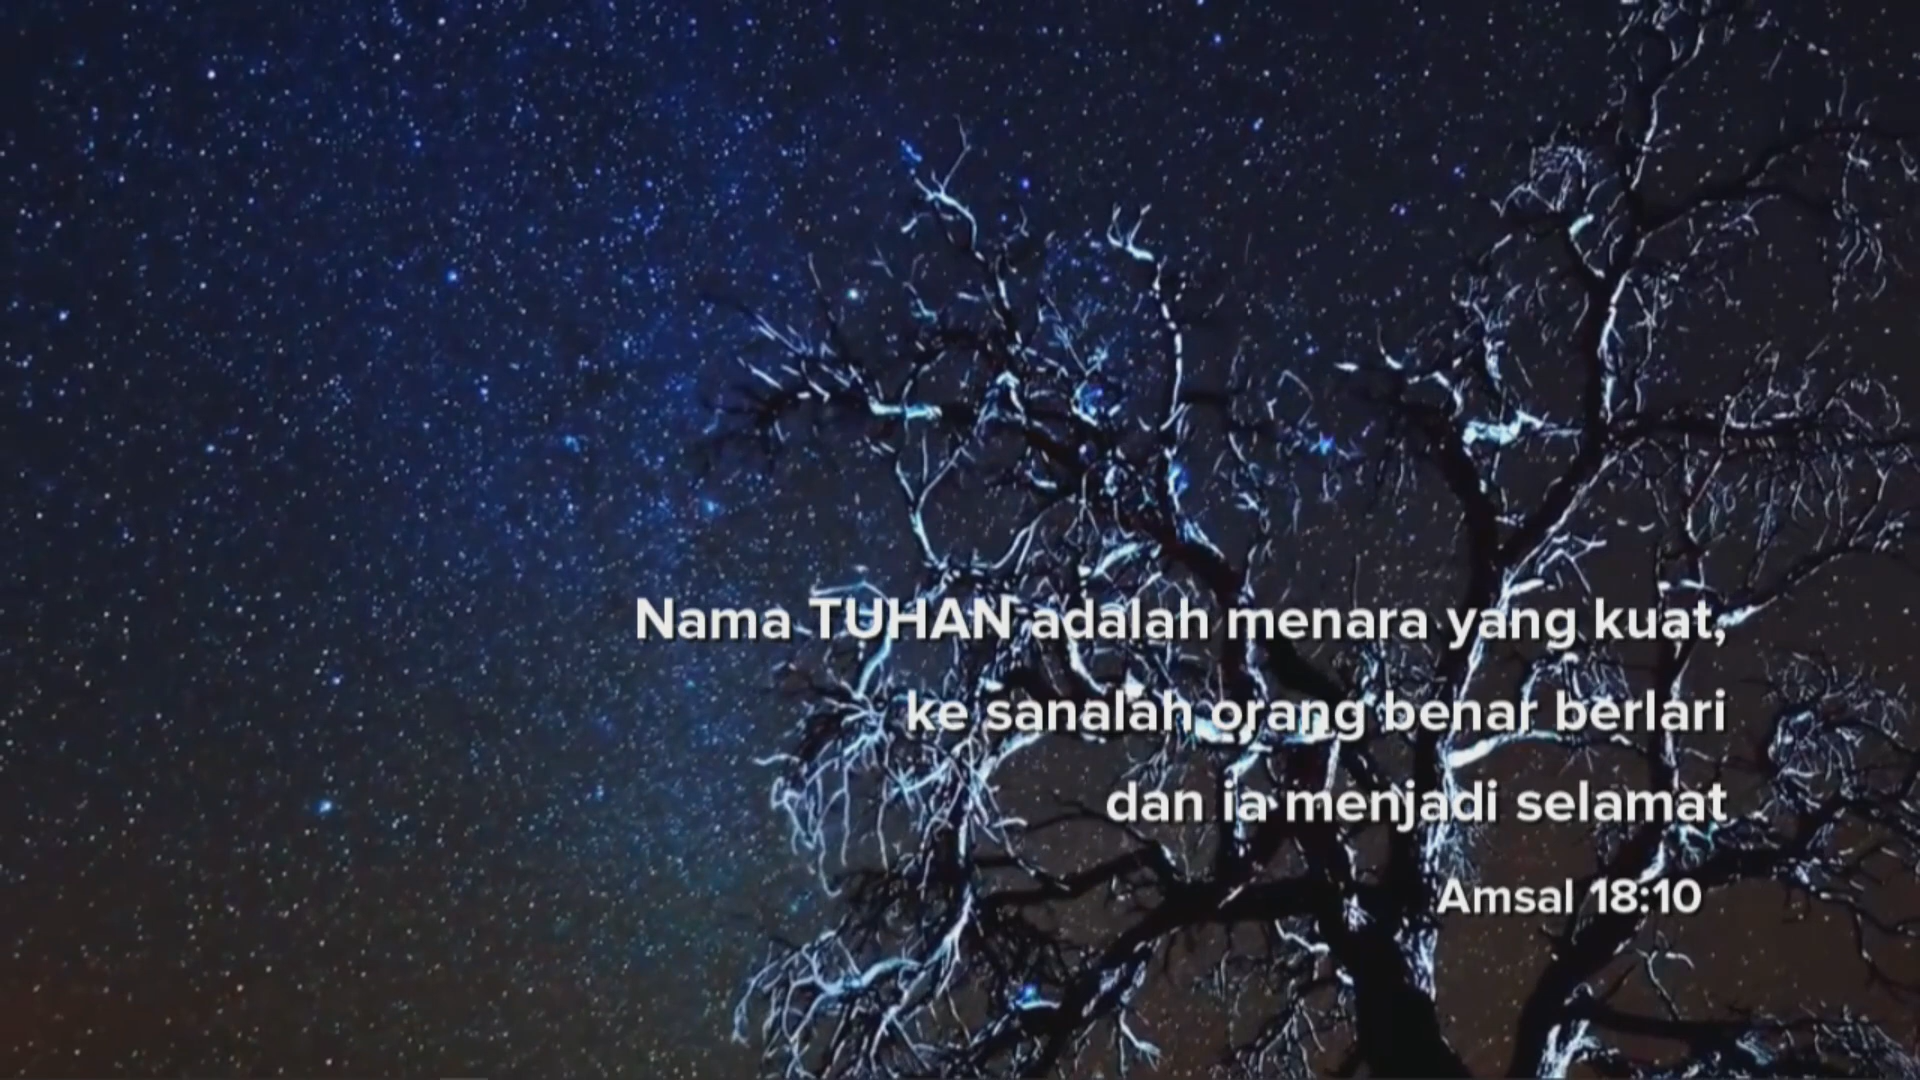 Nama TUHAN adalah menara yang kuat,
ke sanalah orang benar berlari
dan ia menjadi selamat
Amsal 18:10